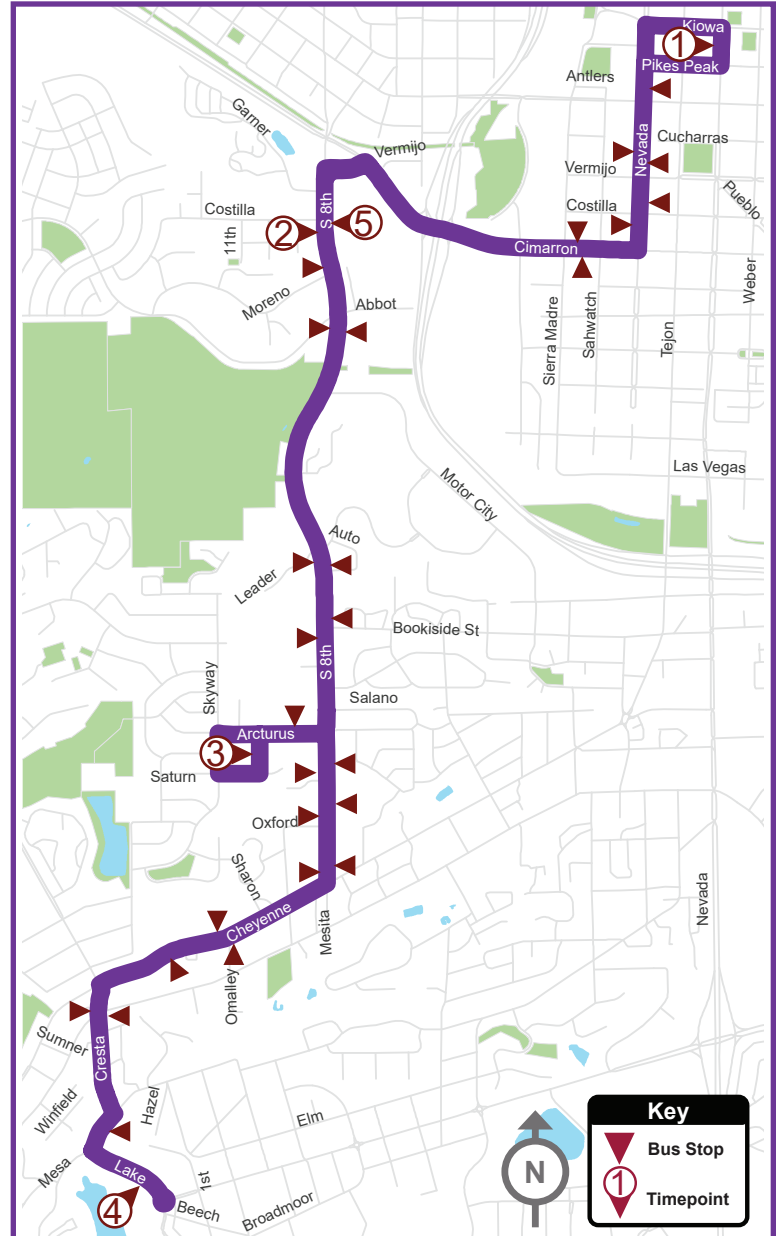 Kiowa
1
Pikes Peak
Antlers
Garner
Cucharras
Vermijo
Nevada
Vermijo
Pueblo
Costilla
S 8th
Costilla
2
5
11th
Cimarron
Weber
Moreno
Abbot
Sierra Madre
Sahwatch
Tejon
Las Vegas
Motor City
Auto
Leader
Bookiside St
S 8th
Skyway
Salano
Arcturus
3
Saturn
Oxford
Sharon
Nevada
Cheyenne
Mesita
Omalley
Sumner
Cresta
Winfield
Hazel
Elm
Key
Bus Stop
Mesa
Lake
1st
N
1
Timepoint
4
Beech
Broadmoor